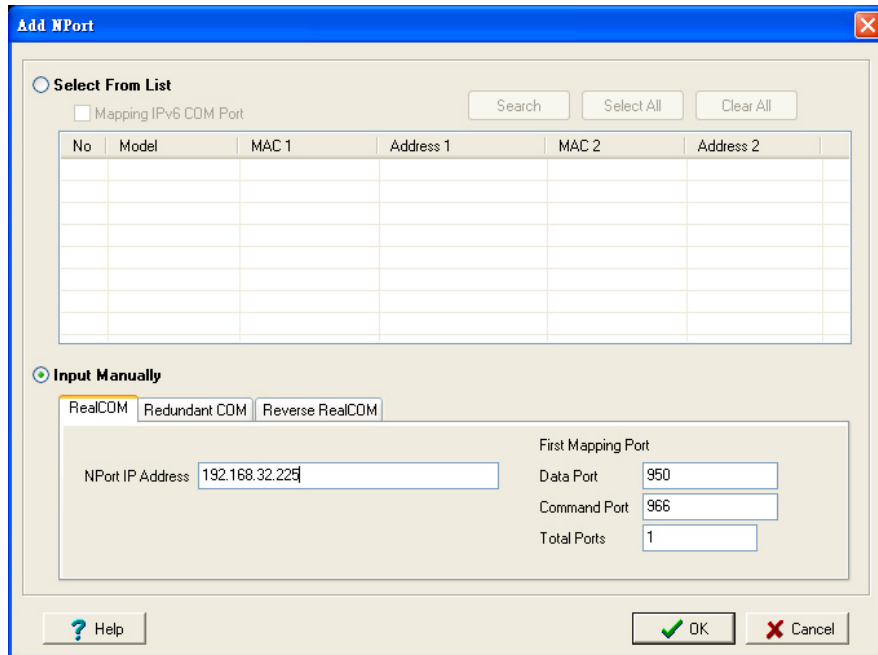 Add NPort
Select From List
Mapping IPv6 COM Port
Search
Select All
Clear All
No Model MAC 1 Address 1 MAC 2 Address 2
Input Manually
RealCOM Redundant COM Reverse RealCOM
First Mapping Port
NPort IP Address 192.168.32.225
Data Port 950
Command Port 966
Total Ports 1
? Help
OK
Cancel